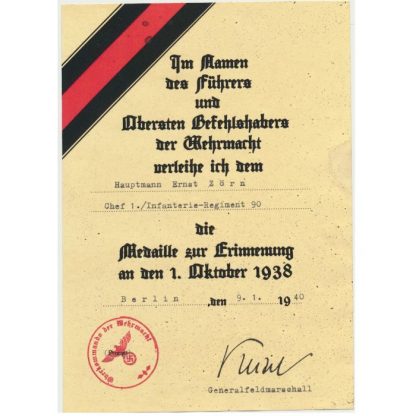 Im Namen
des Führers
und
Obersten Befehlshabers
der Wehrmacht
verleihe ich dem
Hauptmann Ernst Zörn
Chef 1./Infanterie-Regiment 90
die
Medaille zur Erinnerung
an den 1. Oktober 1938
Berlin ,den 9.1. 1940
Oberkommando der Wehrmacht
Generalfeldmarschall